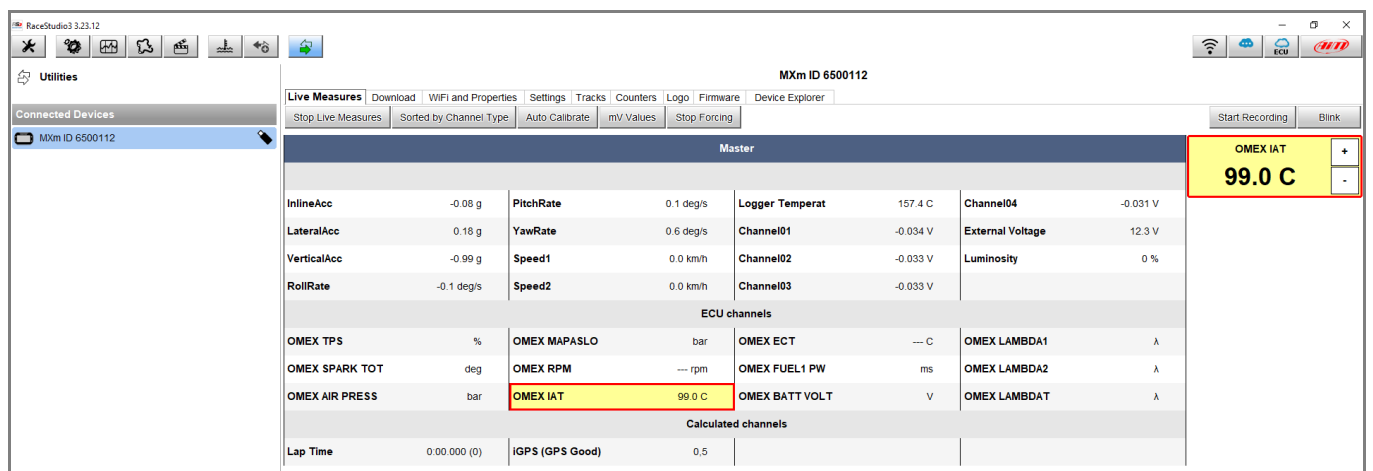 RaceStudio3 3.23.12
ECU
AiM
Utilities
MXm ID 6500112
Live Measures Download WiFi and Properties Settings Tracks Counters Logo Firmware Device Explorer
Connected Devices
Stop Live Measures Sorted by Channel Type Auto Calibrate mV Values Stop Forcing Start Recording Blink
MXm ID 6500112
Master
OMEX IAT +
99.0 C -
InlineAcc -0.08 g PitchRate 0.1 deg/s Logger Temperat 157.4 C Channel04 -0.031 V
LateralAcc 0.18 g YawRate 0.6 deg/s Channel01 -0.034 V External Voltage 12.3 V
VerticalAcc -0.99 g Speed1 0.0 km/h Channel02 -0.033 V Luminosity 0 %
RollRate -0.1 deg/s Speed2 0.0 km/h Channel03 -0.033 V
ECU channels
OMEX TPS % OMEX MAPASLO bar OMEX ECT --- C OMEX LAMBDA1 λ
OMEX SPARK TOT deg OMEX RPM --- rpm OMEX FUEL1 PW ms OMEX LAMBDA2 λ
OMEX AIR PRESS bar OMEX IAT 99.0 C OMEX BATT VOLT V OMEX LAMBDAT λ
Calculated channels
Lap Time 0:00.000 (0) iGPS (GPS Good) 0,5